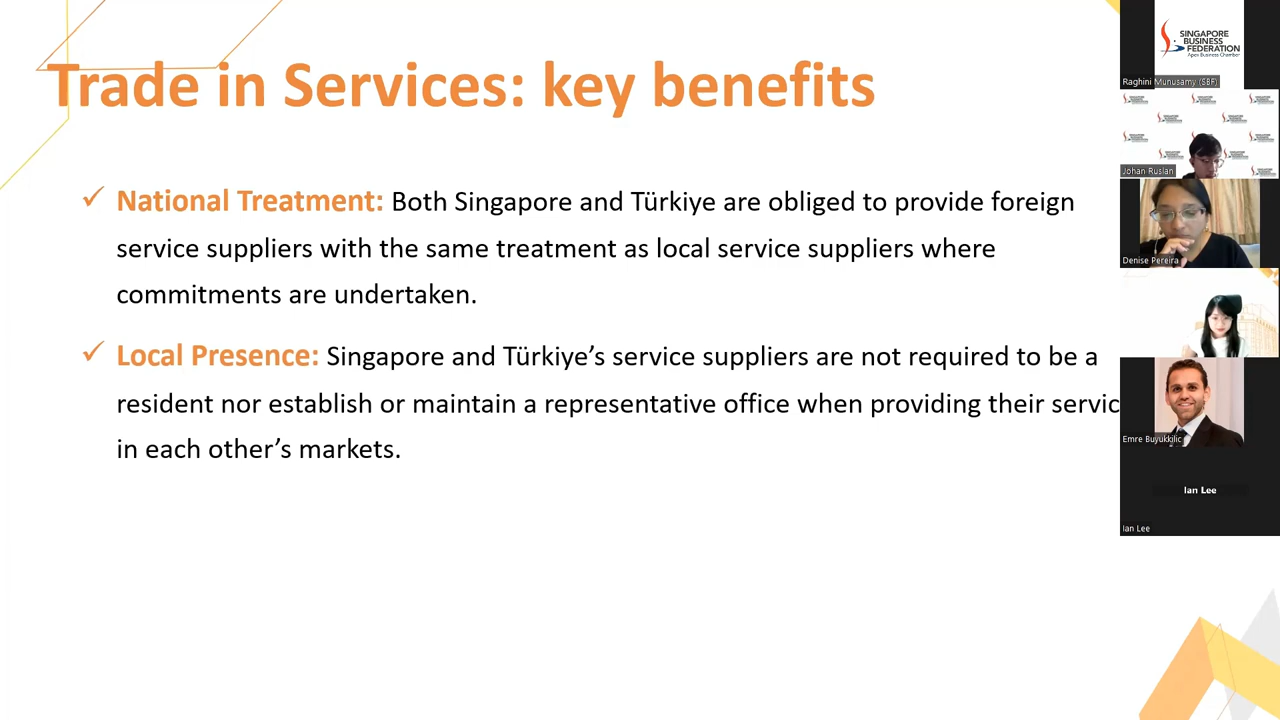 Trade in Services: key benefits
National Treatment: Both Singapore and Türkiye are obliged to provide foreign
service suppliers with the same treatment as local service suppliers where
commitments are undertaken.
Local Presence: Singapore and Türkiye’s service suppliers are not required to be a
resident nor establish or maintain a representative office when providing their servic
in each other’s markets.
SINGAPORE
BUSINESS
FEDERATION
Apex Business Chamber
Raghini Munusamy (SBF)
Johan Ruslan
Denise Pereira
Emre Buyukkilic
Ian Lee
Ian Lee